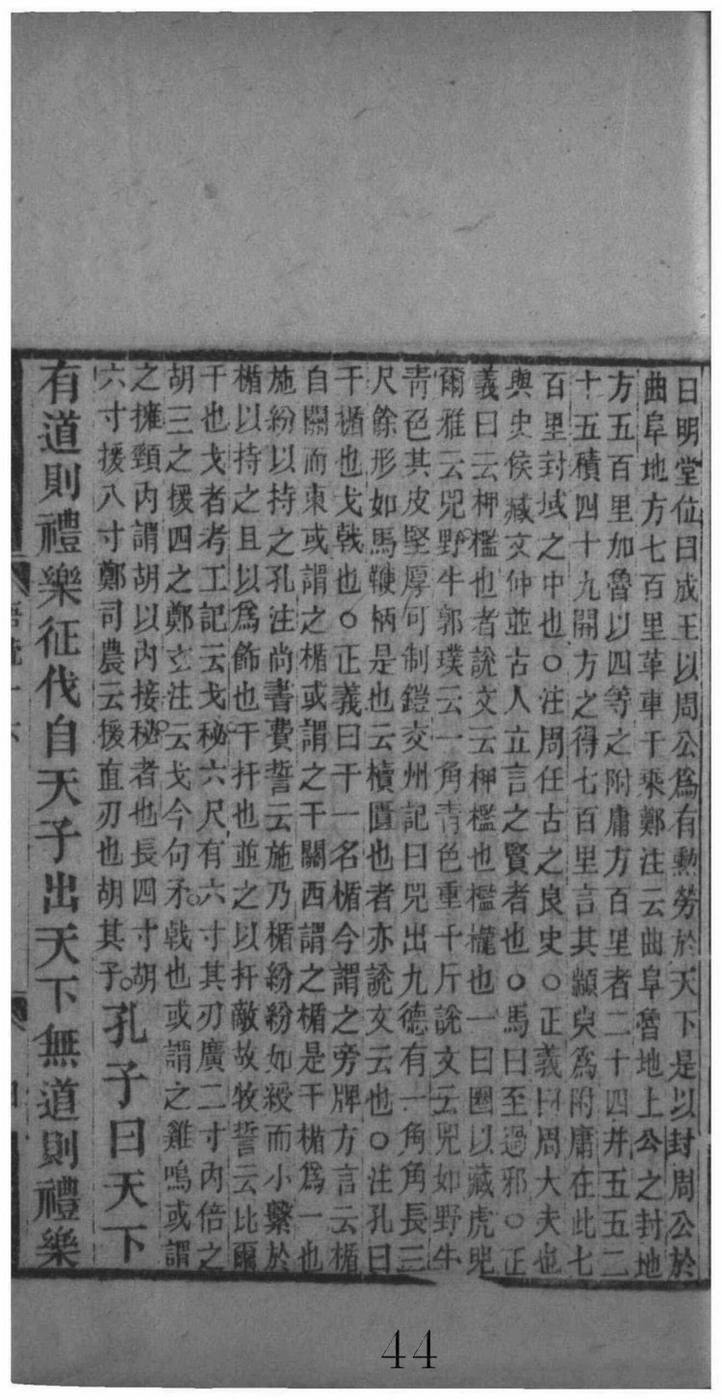 曰明堂位曰成王以周公爲有勲勞於天下是以封周公於
曲阜地方七百里革車千乗鄭注云曲阜魯地上公之封地
方五百里加魯以四等之附庸方百里者二十四并五五二
十五積四十九開方之得七百里言其顓臾爲附庸在此七
百里封域之中也○注周任古之良史○正義曰周大夫也
與史佚臧文仲並古人立言之賢者也○馬曰至過邪○正
義曰云柙檻也者說文云柙檻也檻櫳也一曰圈以藏虎兕
爾雅云兕野牛郭璞云一角青色重千斤說文云兕如野牛
青色其皮堅厚可制鎧交州記曰兕出九德有一角角長三
尺餘形如馬鞭柄是也云櫝匱也者亦說文云也○注孔曰
干楯也戈戟也○正義曰干一名楯今謂之旁牌方言云楯
自關而東或謂之楯或謂之干關西謂之楯是干楯爲一也
施紛以持之孔注尚書費誓云施乃楯紛紛如綬而小繫於
楯以持之且以爲飾也干扞也並之以扞敵故牧誓云比爾
干也戈者考工記云戈柲六尺有六寸其刃廣二寸内倍之
胡三之援四之鄭玄注云戈今句矛戟也或謂之雞鳴或謂
之擁頸内謂胡以内接柲者也長四寸胡
六寸援八寸鄭司農云援直刃也胡其子孔子曰天下
有道則禮樂征伐自天子出天下無道則禮樂
44